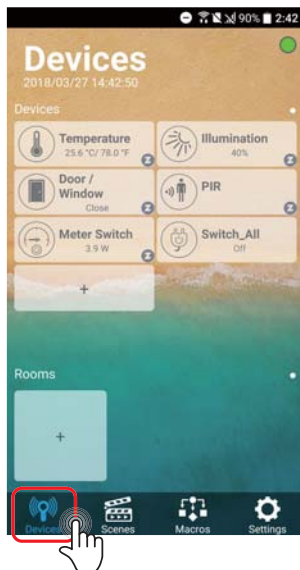 90% 2:42
Devices
2018/03/27 14:42:50
Devices
Temperature
25.6 °C/ 78.0 °F
Z
Illumination
40%
Z
Door /
Window
Close
Z
PIR
Z
Meter Switch
3.9 W
Z
Switch_All
Off
+
Rooms
+
Devices
Scenes
Macros
Settings